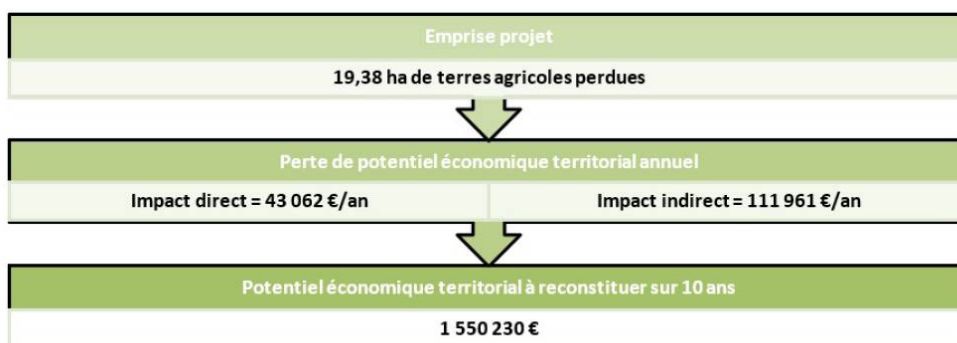 Emprise projet
19,38 ha de terres agricoles perdues
Perte de potentiel économique territorial annuel
Impact direct = 43 062 €/an
Impact indirect = 111 961 €/an
Potentiel économique territorial à reconstituer sur 10 ans
1 550 230 €